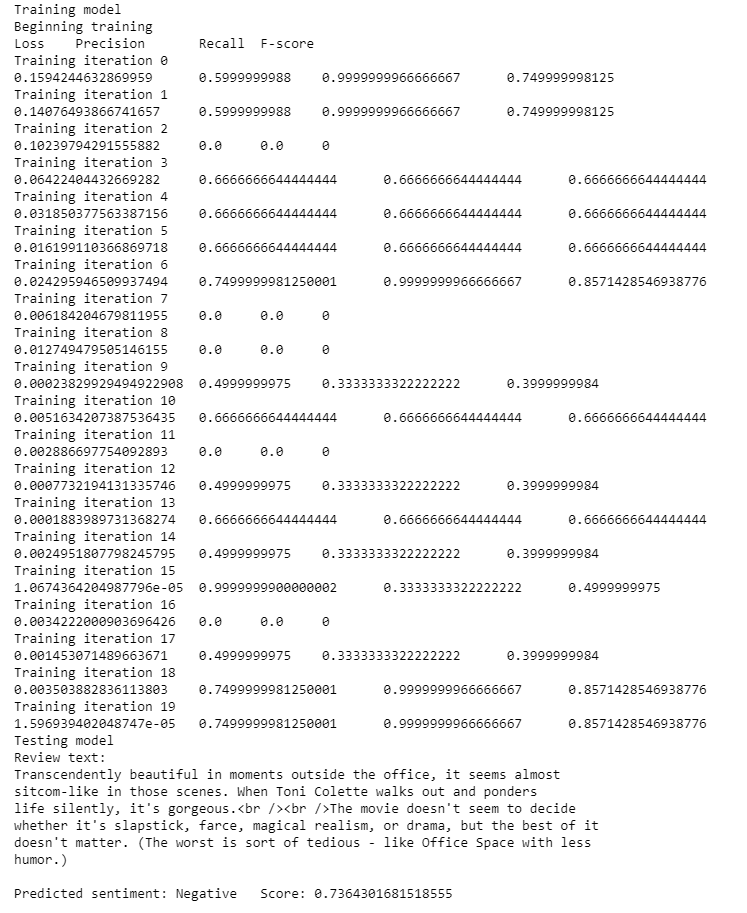 Training model
Beginning training
Loss Precision Recall F-score
Training iteration 0
0.1594244632869959 0.5999999988 0.9999999966666667 0.749999998125
Training iteration 1
0.14076493866741657 0.5999999988 0.9999999966666667 0.749999998125
Training iteration 2
0.10239794291555882 0.0 0.0 0
Training iteration 3
0.06422404432669282 0.6666666644444444 0.6666666644444444 0.6666666644444444
Training iteration 4
0.031850377563387156 0.6666666644444444 0.6666666644444444 0.6666666644444444
Training iteration 5
0.016199110366869718 0.6666666644444444 0.6666666644444444 0.6666666644444444
Training iteration 6
0.024295946509937494 0.7499999981250001 0.9999999966666667 0.8571428546938776
Training iteration 7
0.006184204679811955 0.0 0.0 0
Training iteration 8
0.012749479505146155 0.0 0.0 0
Training iteration 9
0.00023829929494922908 0.4999999975 0.3333333322222222 0.3999999984
Training iteration 10
0.0051634207387536435 0.6666666644444444 0.6666666644444444 0.6666666644444444
Training iteration 11
0.002886697754092893 0.0 0.0 0
Training iteration 12
0.0007732194131335746 0.4999999975 0.3333333322222222 0.3999999984
Training iteration 13
0.0001883989731368274 0.6666666644444444 0.6666666644444444 0.6666666644444444
Training iteration 14
0.0024951807798245795 0.4999999975 0.3333333322222222 0.3999999984
Training iteration 15
1.0674364204987796e-05 0.9999999900000002 0.3333333322222222 0.4999999975
Training iteration 16
0.0034222000903696426 0.0 0.0 0
Training iteration 17
0.001453071489663671 0.4999999975 0.3333333322222222 0.3999999984
Training iteration 18
0.003503882836113803 0.7499999981250001 0.9999999966666667 0.8571428546938776
Training iteration 19
1.596939402048747e-05 0.7499999981250001 0.9999999966666667 0.8571428546938776
Testing model
Review text:
Transcendently beautiful in moments outside the office, it seems almost
sitcom-like in those scenes. When Toni Colette walks out and ponders
life silently, it's gorgeous.<br /><br />The movie doesn't seem to decide
whether it's slapstick, farce, magical realism, or drama, but the best of it
doesn't matter. (The worst is sort of tedious - like Office Space with less
humor.)
Predicted sentiment: Negative Score: 0.7364301681518555